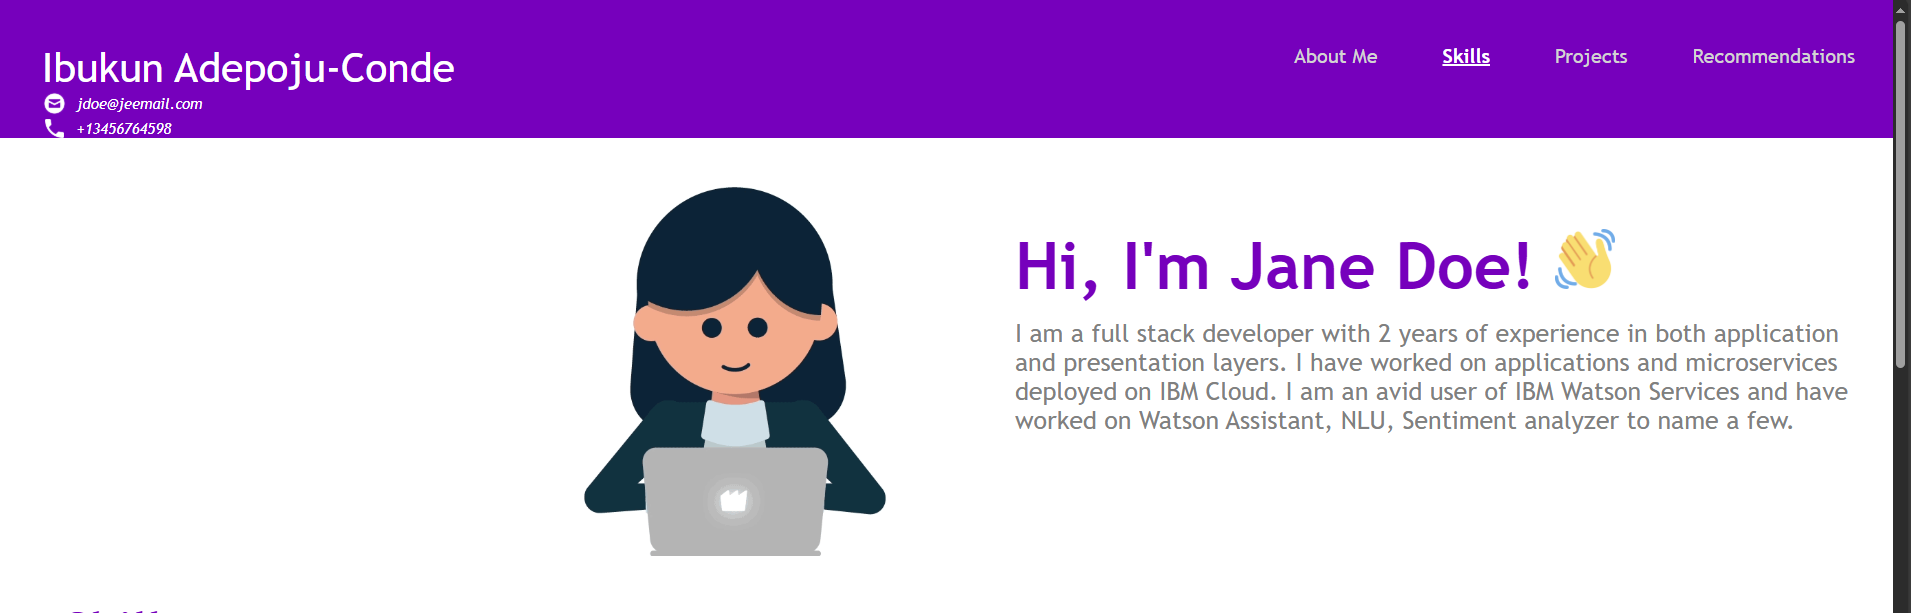 Ibukun Adepoju-Conde
jdoe@jeemail.com
+13456764598
About Me Skills Projects Recommendations
Hi, I'm Jane Doe!
I am a full stack developer with 2 years of experience in both application
and presentation layers. I have worked on applications and microservices
deployed on IBM Cloud. I am an avid user of IBM Watson Services and have
worked on Watson Assistant, NLU, Sentiment analyzer to name a few.